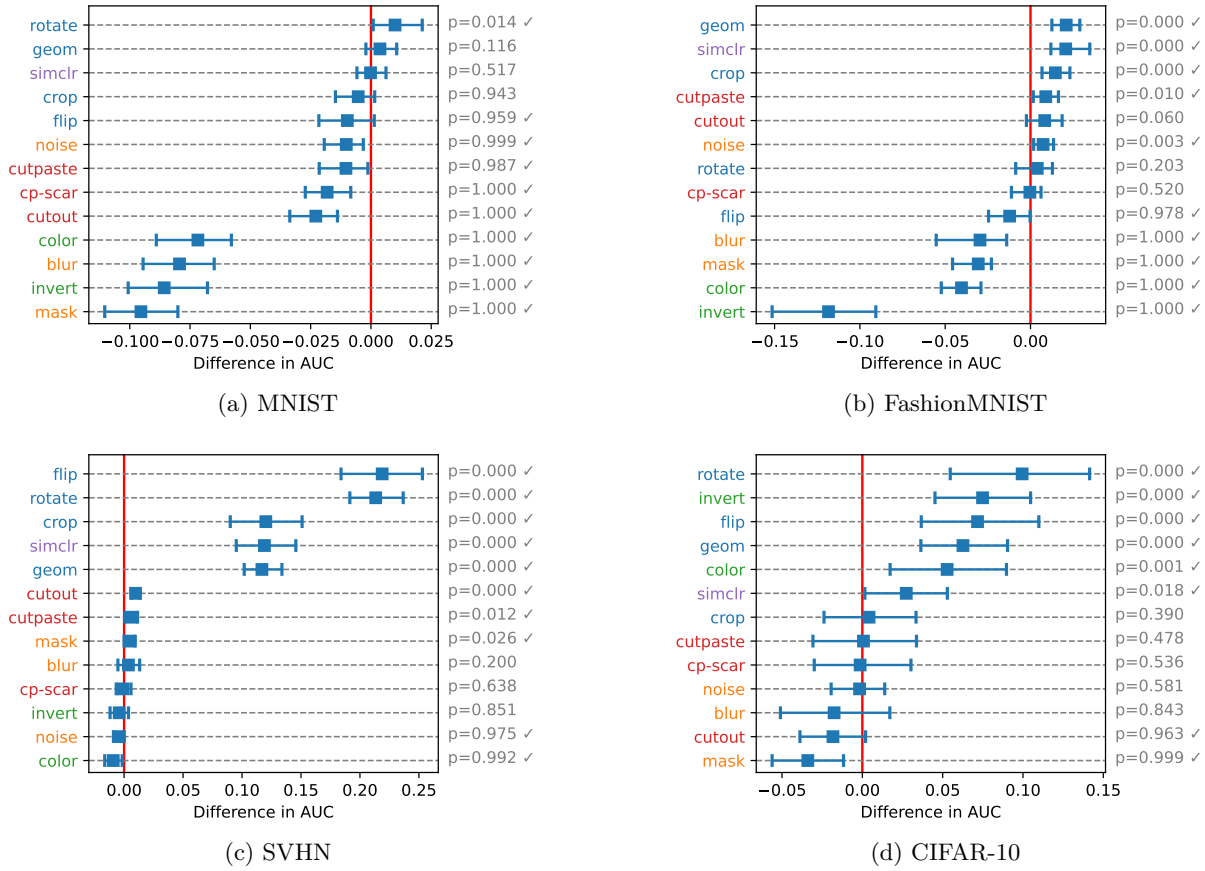 rotate p=0.014 ✓
geom p=0.116
simclr p=0.517
crop p=0.943
flip p=0.959 ✓
noise p=0.999 ✓
cutpaste p=0.987 ✓
cp-scar p=1.000 ✓
cutout p=1.000 ✓
color p=1.000 ✓
blur p=1.000 ✓
invert p=1.000 ✓
mask p=1.000 ✓
−0.100 −0.075 −0.050 −0.025 0.000 0.025
Difference in AUC
(a) MNIST
geom p=0.000 ✓
simclr p=0.000 ✓
crop p=0.000 ✓
cutpaste p=0.010 ✓
cutout p=0.060
noise p=0.003 ✓
rotate p=0.203
cp-scar p=0.520
flip p=0.978 ✓
blur p=1.000 ✓
mask p=1.000 ✓
color p=1.000 ✓
invert p=1.000 ✓
−0.15 −0.10 −0.05 0.00
Difference in AUC
(b) FashionMNIST
flip p=0.000 ✓
rotate p=0.000 ✓
crop p=0.000 ✓
simclr p=0.000 ✓
geom p=0.000 ✓
cutout p=0.000 ✓
cutpaste p=0.012 ✓
mask p=0.026 ✓
blur p=0.200
cp-scar p=0.638
invert p=0.851
noise p=0.975 ✓
color p=0.992 ✓
0.00 0.05 0.10 0.15 0.20 0.25
Difference in AUC
(c) SVHN
rotate p=0.000 ✓
invert p=0.000 ✓
flip p=0.000 ✓
geom p=0.000 ✓
color p=0.001 ✓
simclr p=0.018 ✓
crop p=0.390
cutpaste p=0.478
cp-scar p=0.536
noise p=0.581
blur p=0.843
cutout p=0.963 ✓
mask p=0.999 ✓
−0.05 0.00 0.05 0.10 0.15
Difference in AUC
(d) CIFAR-10